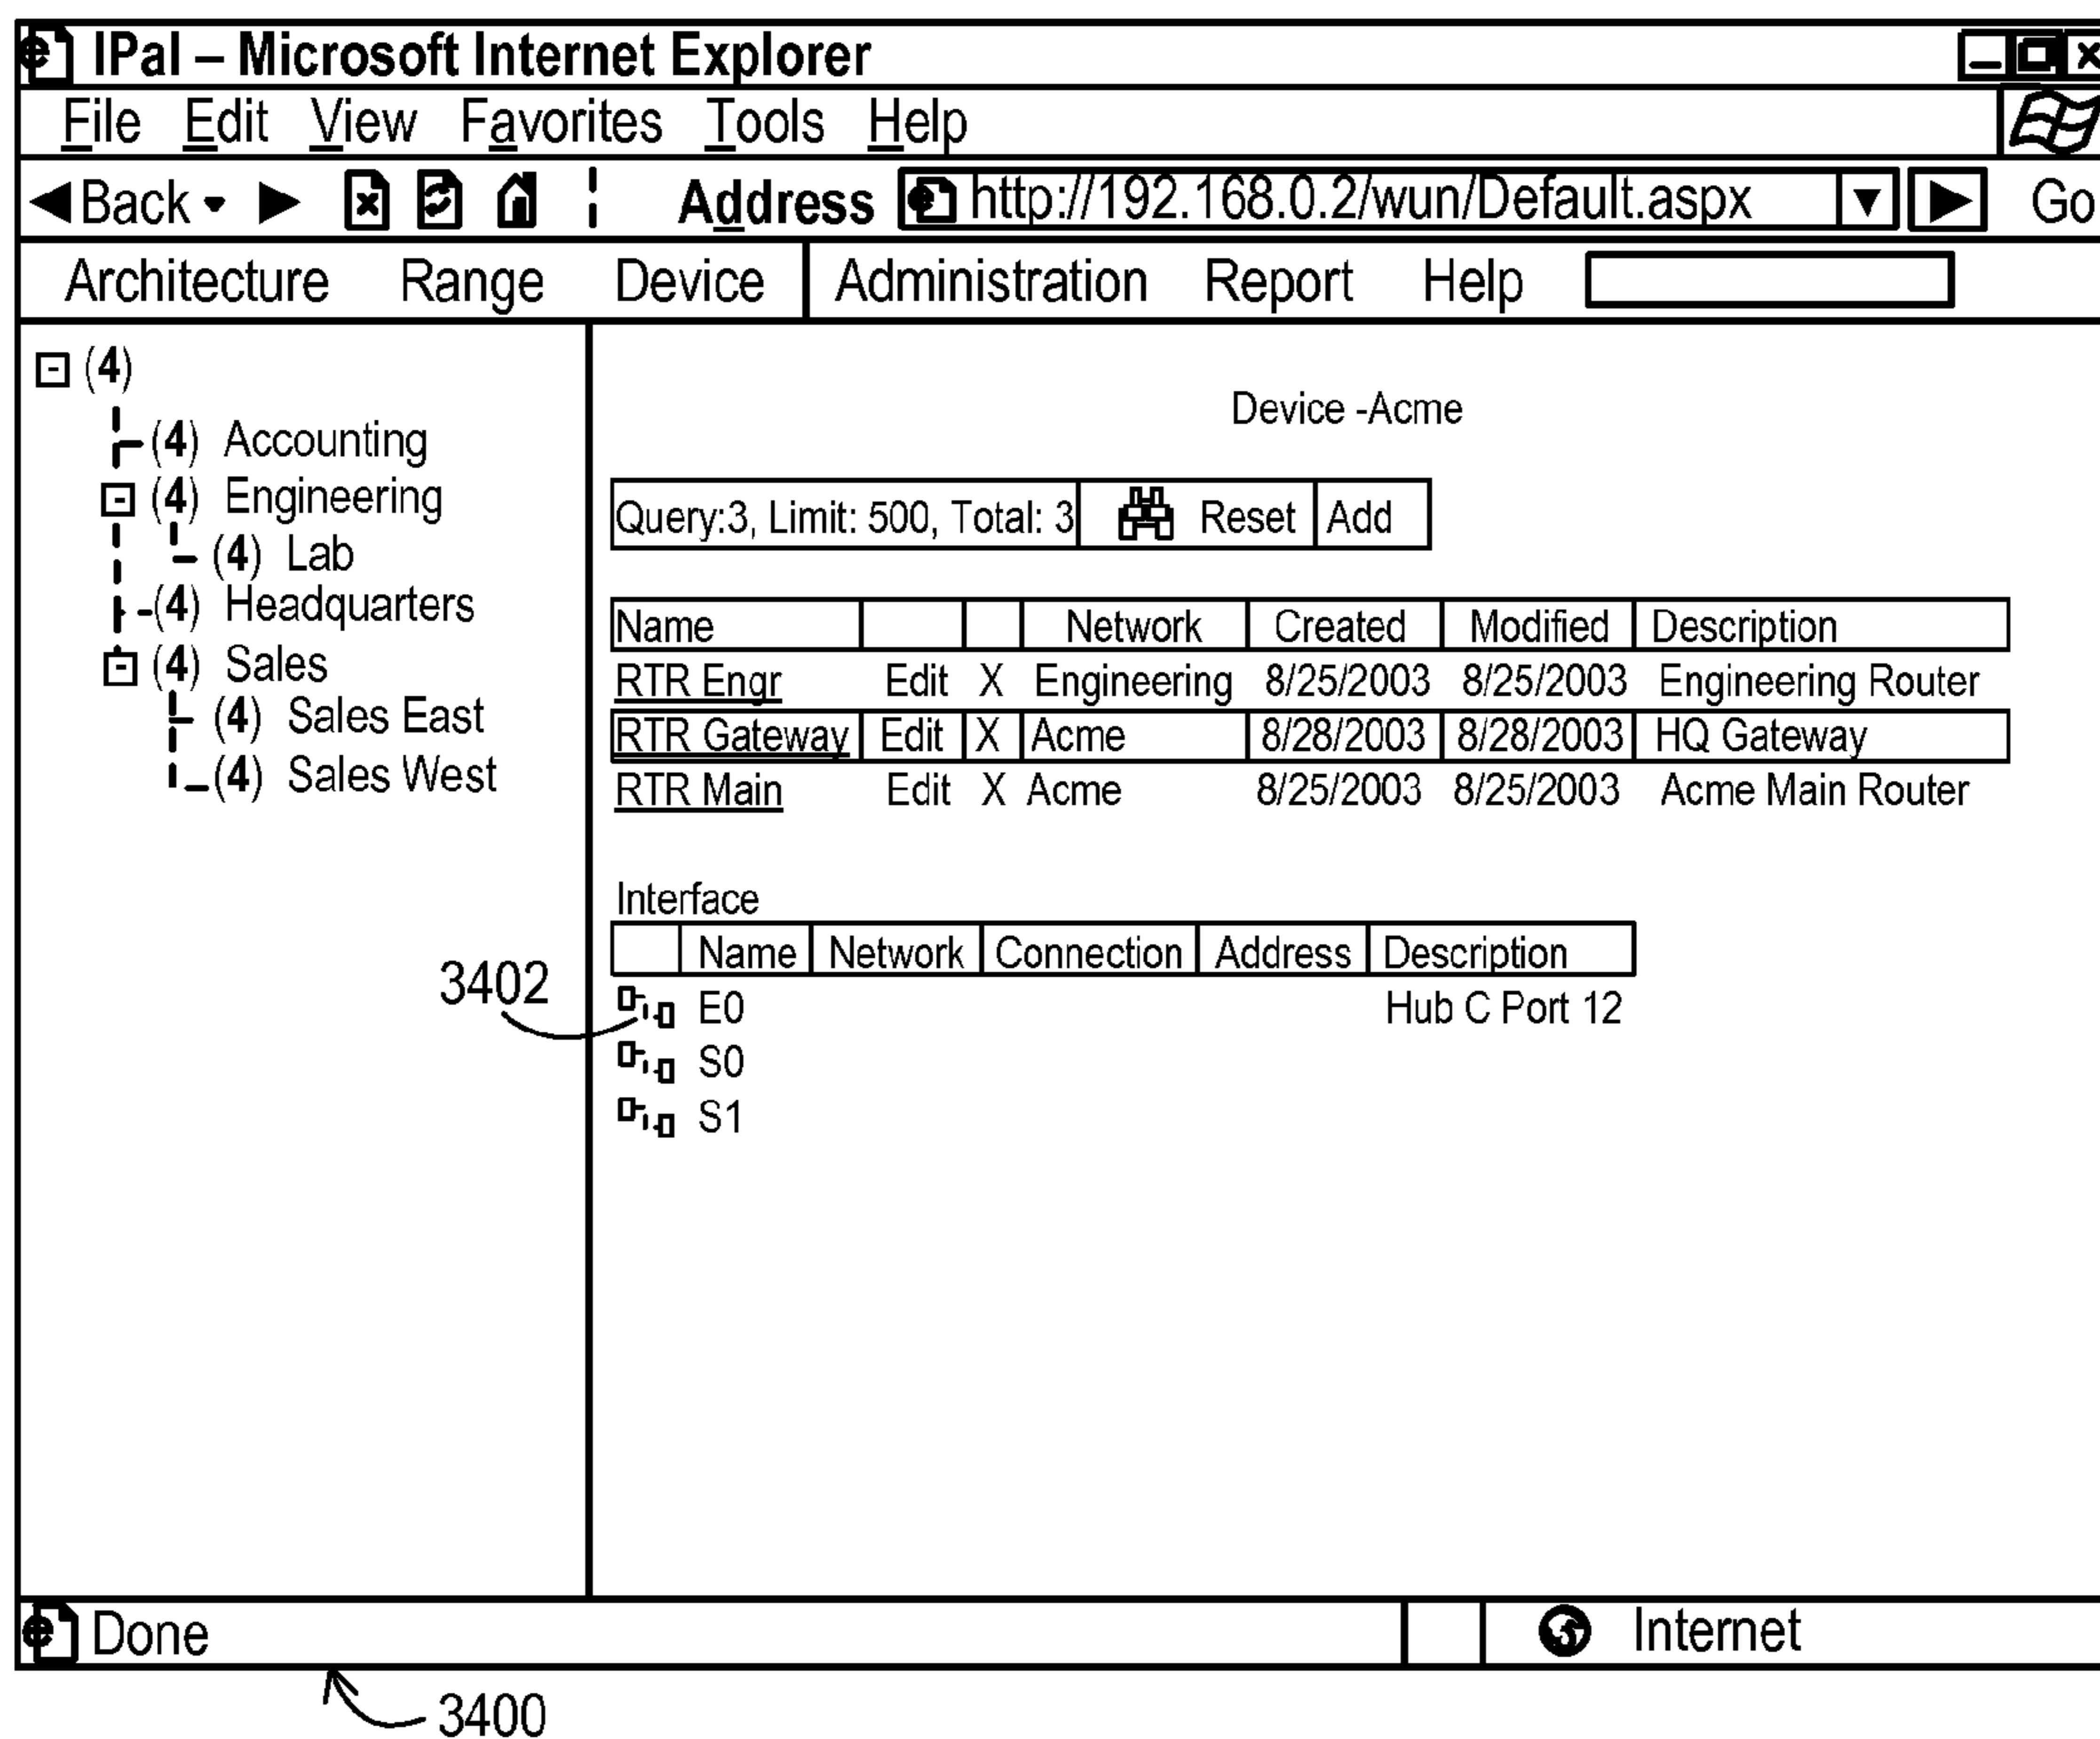 IPal – Microsoft Internet Explorer
File Edit View Favorites Tools Help
Back Address http://192.168.0.2/wun/Default.aspx Go
Architecture Range Device Administration Report Help
(4)
(4) Accounting
(4) Engineering
(4) Lab
(4) Headquarters
(4) Sales
(4) Sales East
(4) Sales West
Device -Acme
Query:3, Limit: 500, Total: 3 Reset Add
Name Network Created Modified Description
RTR Engr Edit X Engineering 8/25/2003 8/25/2003 Engineering Router
RTR Gateway Edit X Acme 8/28/2003 8/28/2003 HQ Gateway
RTR Main Edit X Acme 8/25/2003 8/25/2003 Acme Main Router
Interface
Name Network Connection Address Description
3402
E0 Hub C Port 12
S0
S1
Done Internet
3400